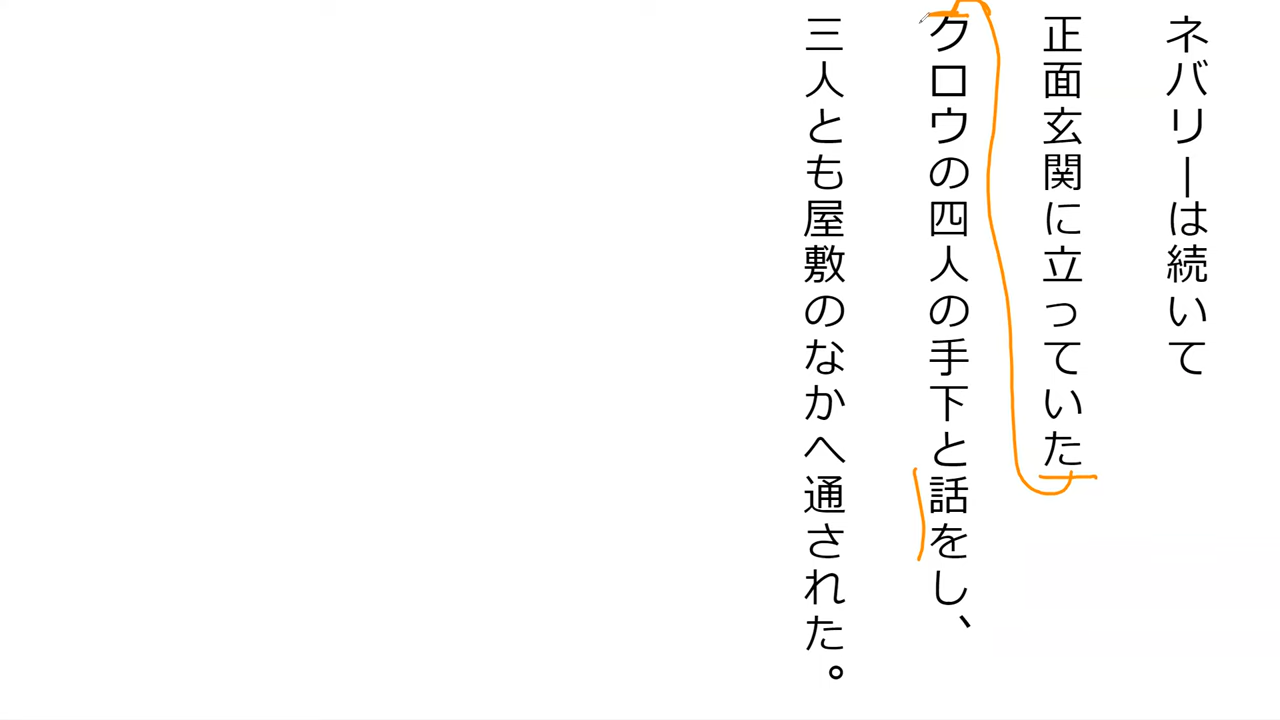 ネバリーは続いて
正面玄関に立っていた
クロウの四人の手下と話をし、
三人とも屋敷のなかへ通された。